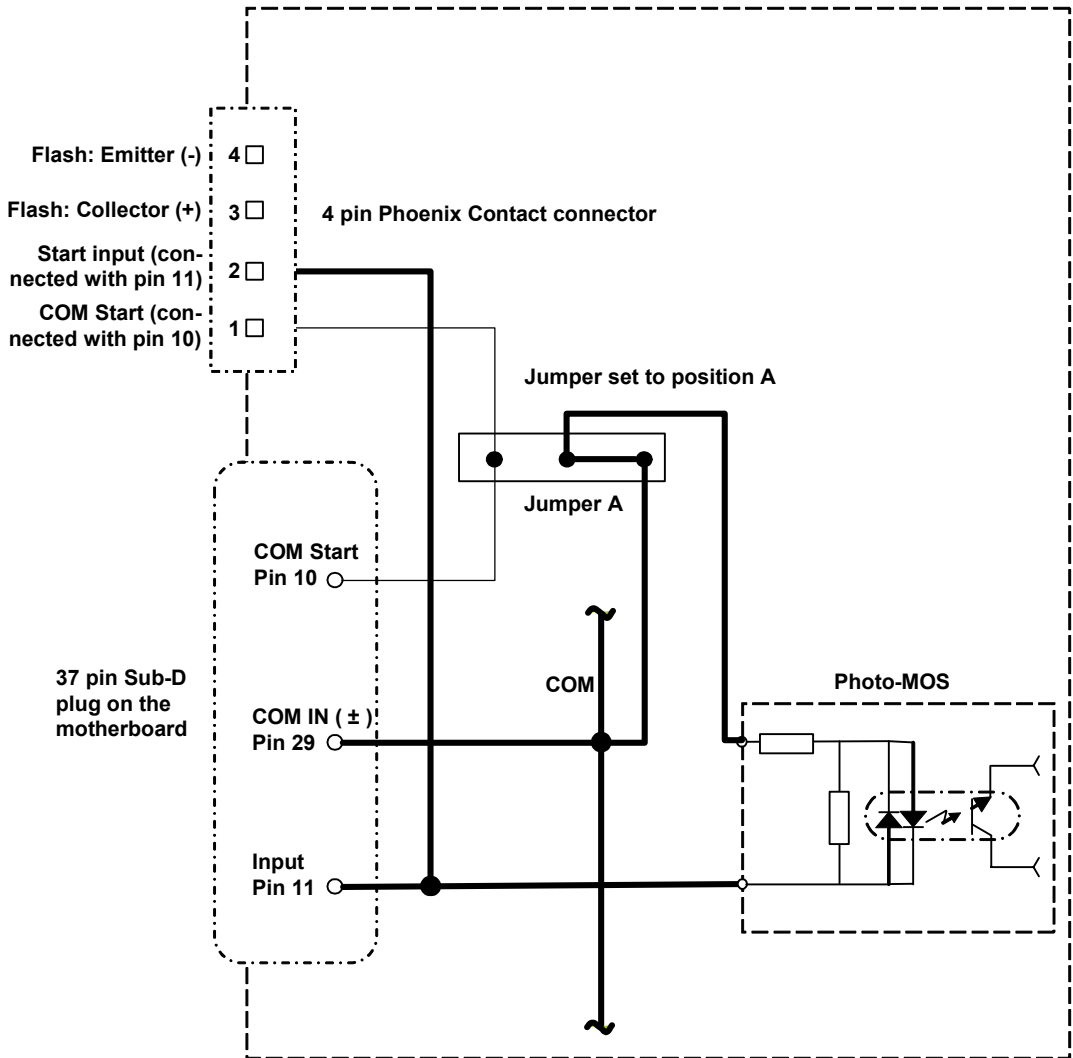 Flash: Emitter (-)
4
Flash: Collector (+)
3
4 pin Phoenix Contact connector
Start input (con-
nected with pin 11)
2
COM Start (con-
nected with pin 10)
1
Jumper set to position A
Jumper A
COM Start
Pin 10
37 pin Sub-D
plug on the
motherboard
COM
Photo-MOS
COM IN ( ± )
Pin 29
Input
Pin 11